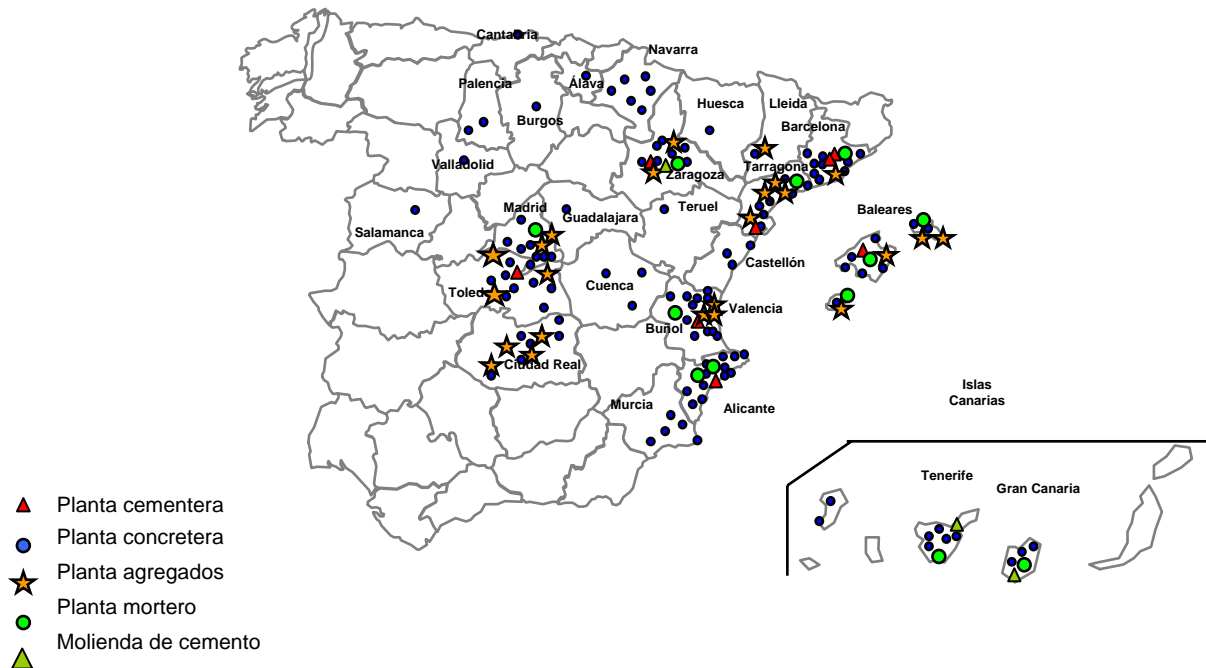 Cantabria
Navarra
Palencia
Álava
Huesca
Lleida
Burgos
Barcelona
Valladolid
Zaragoza
Tarragona
Madrid
Guadalajara
Teruel
Baleares
Salamanca
Castellón
Toled
Cuenca
Valencia
Buñol
Ciudad Real
Murcia
Alicante
Islas
Canarias
Tenerife
Gran Canaria
Planta cementera
Planta concretera
Planta agregados
Planta mortero
Molienda de cemento